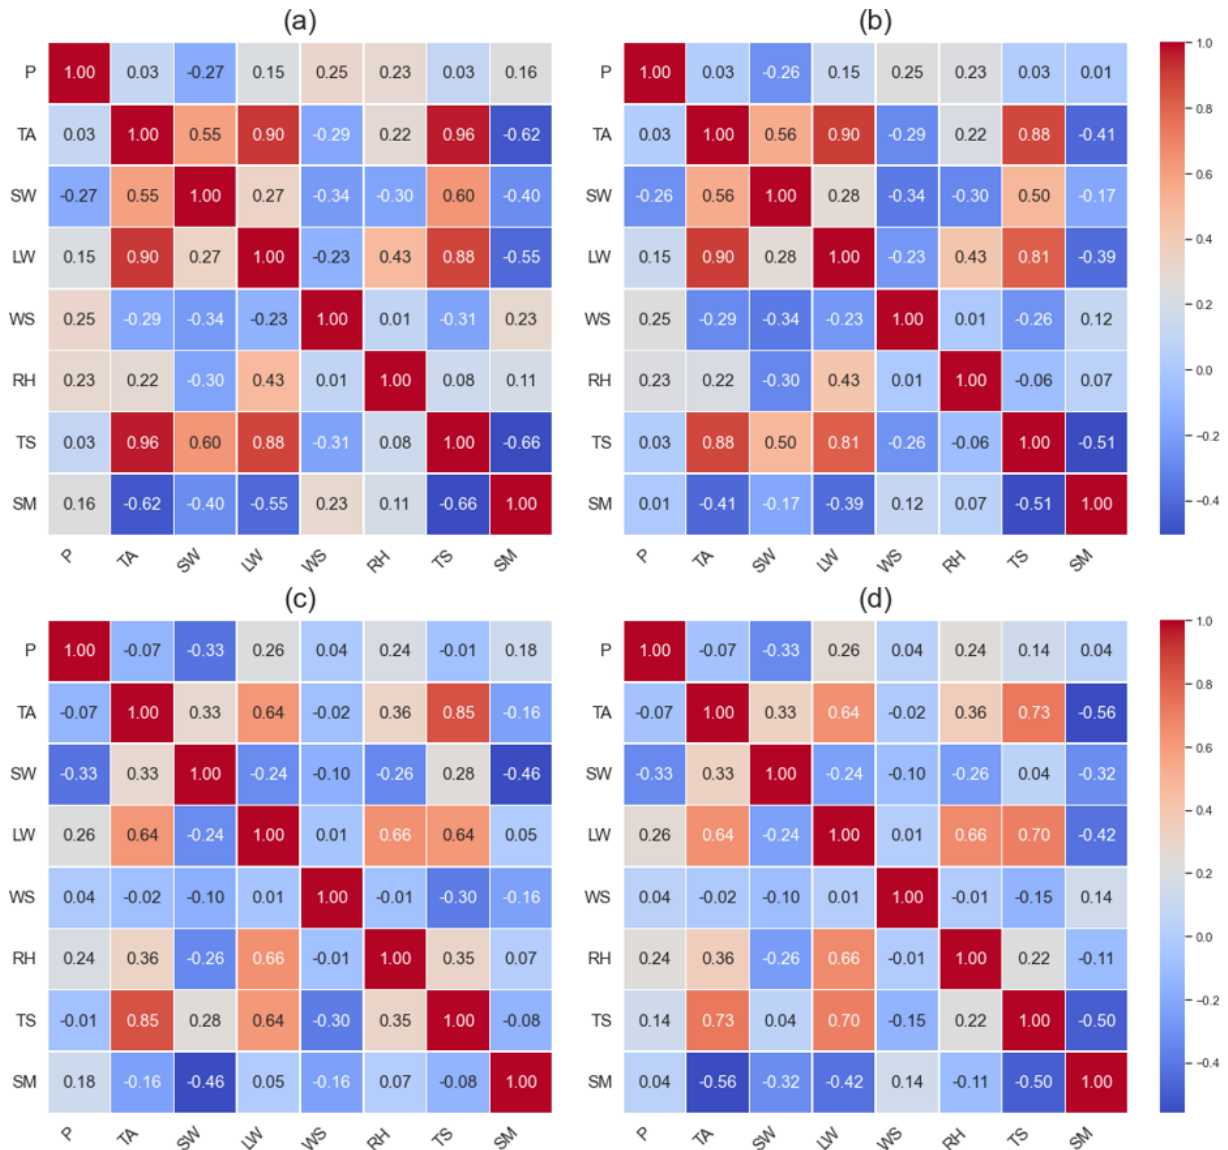 (a) (b)
P 1.00 0.03 -0.27 0.15 0.25 0.23 0.03 0.16 P 1.00 0.03 -0.26 0.15 0.25 0.23 0.03 0.01 1.0
0.8
TA 0.03 1.00 0.55 0.90 -0.29 0.22 0.96 -0.62 TA 0.03 1.00 0.56 0.90 -0.29 0.22 0.88 -0.41
0.6
SW -0.27 0.55 1.00 0.27 -0.34 -0.30 0.60 -0.40 SW -0.26 0.56 1.00 0.28 -0.34 -0.30 0.50 -0.17
0.4
LW 0.15 0.90 0.27 1.00 -0.23 0.43 0.88 -0.55 LW 0.15 0.90 0.28 1.00 -0.23 0.43 0.81 -0.39
0.2
WS 0.25 -0.29 -0.34 -0.23 1.00 0.01 -0.31 0.23 WS 0.25 -0.29 -0.34 -0.23 1.00 0.01 -0.26 0.12
0.0
RH 0.23 0.22 -0.30 0.43 0.01 1.00 0.08 0.11 RH 0.23 0.22 -0.30 0.43 0.01 1.00 -0.06 0.07
−0.2
TS 0.03 0.96 0.60 0.88 -0.31 0.08 1.00 -0.66 TS 0.03 0.88 0.50 0.81 -0.26 -0.06 1.00 -0.51
−0.4
SM 0.16 -0.62 -0.40 -0.55 0.23 0.11 -0.66 1.00 SM 0.01 -0.41 -0.17 -0.39 0.12 0.07 -0.51 1.00
P TA SW LW WS RH TS SM P TA SW LW WS RH TS SM
(c) (d)
P 1.00 -0.07 -0.33 0.26 0.04 0.24 -0.01 0.18 P 1.00 -0.07 -0.33 0.26 0.04 0.24 0.14 0.04 1.0
0.8
TA -0.07 1.00 0.33 0.64 -0.02 0.36 0.85 -0.16 TA -0.07 1.00 0.33 0.64 -0.02 0.36 0.73 -0.56
0.6
SW -0.33 0.33 1.00 -0.24 -0.10 -0.26 0.28 -0.46 SW -0.33 0.33 1.00 -0.24 -0.10 -0.26 0.04 -0.32
0.4
LW 0.26 0.64 -0.24 1.00 0.01 0.66 0.64 0.05 LW 0.26 0.64 -0.24 1.00 0.01 0.66 0.70 -0.42
0.2
WS 0.04 -0.02 -0.10 0.01 1.00 -0.01 -0.30 -0.16 WS 0.04 -0.02 -0.10 0.01 1.00 -0.01 -0.15 0.14
0.0
RH 0.24 0.36 -0.26 0.66 -0.01 1.00 0.35 0.07 RH 0.24 0.36 -0.26 0.66 -0.01 1.00 0.22 -0.11
−0.2
TS -0.01 0.85 0.28 0.64 -0.30 0.35 1.00 -0.08 TS 0.14 0.73 0.04 0.70 -0.15 0.22 1.00 -0.50
−0.4
SM 0.18 -0.16 -0.46 0.05 -0.16 0.07 -0.08 1.00 SM 0.04 -0.56 -0.32 -0.42 0.14 -0.11 -0.50 1.00
P TA SW LW WS RH TS SM P TA SW LW WS RH TS SM